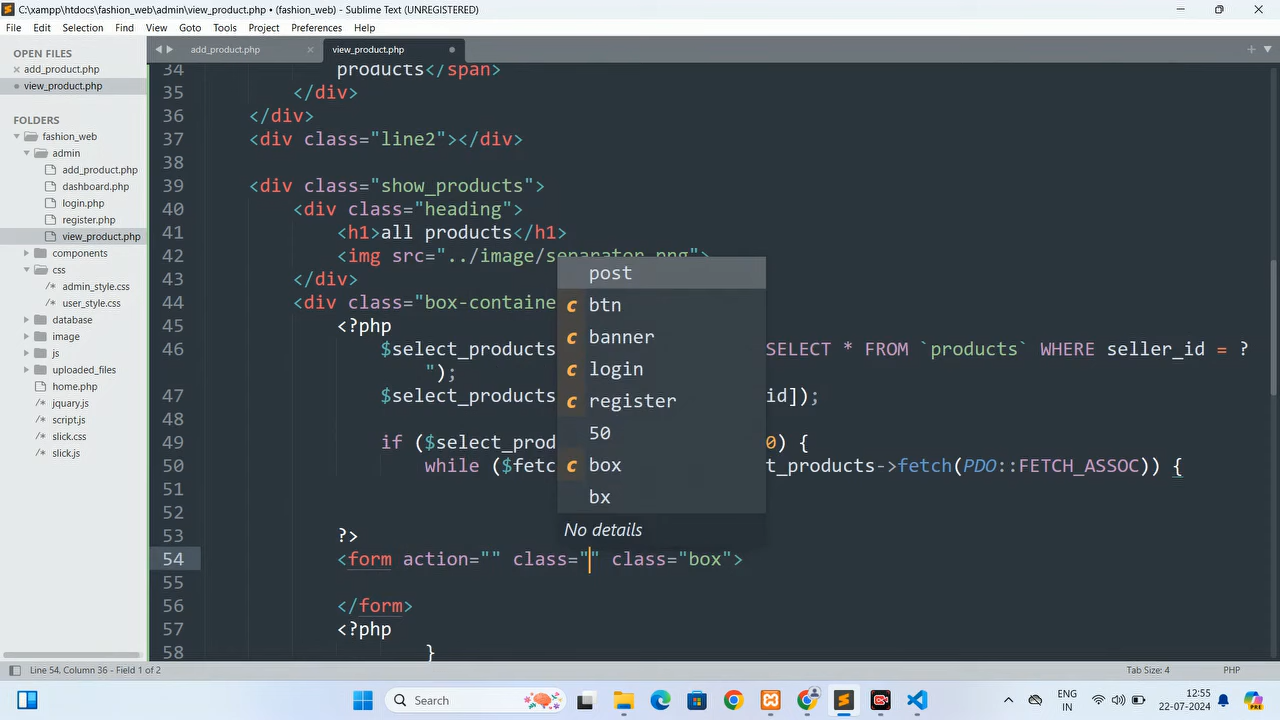 C:\xampp\htdocs\fashion_web\admin\view_product.php • (fashion_web) - Sublime Text (UNREGISTERED)
File Edit Selection Find View Goto Tools Project Preferences Help
OPEN FILES
add_product.php
view_product.php
FOLDERS
fashion_web
admin
add_product.php
dashboard.php
login.php
register.php
view_product.php
components
css
admin_style.css
user_style.css
database
image
js
uploaded_files
home.php
jquary.js
script.js
slick.css
slick.js
add_product.php view_product.php
34 products</span>
35 </div>
36 </div>
37 <div class="line2"></div>
38
39 <div class="show_products">
40 <div class="heading">
41 <h1>all products</h1>
42 <img src="../image/separator.png">
43 </div>
44 <div class="box-containe
45 <?php
46 $select_products SELECT * FROM `products` WHERE seller_id = ?
");
47 $select_products id]);
48
49 if ($select_prod 0) {
50 while ($fetc t_products->fetch(PDO::FETCH_ASSOC)) {
51
53 ?>
54 <form action="" class="" class="box">
55
56 </form>
57 <?php
58 }
post
btn
banner
login
register
50
box
bx
No details
Line 54, Column 36 - Field 1 of 2
Tab Size: 4 PHP
Search
ENG
IN
12:55
22-07-2024